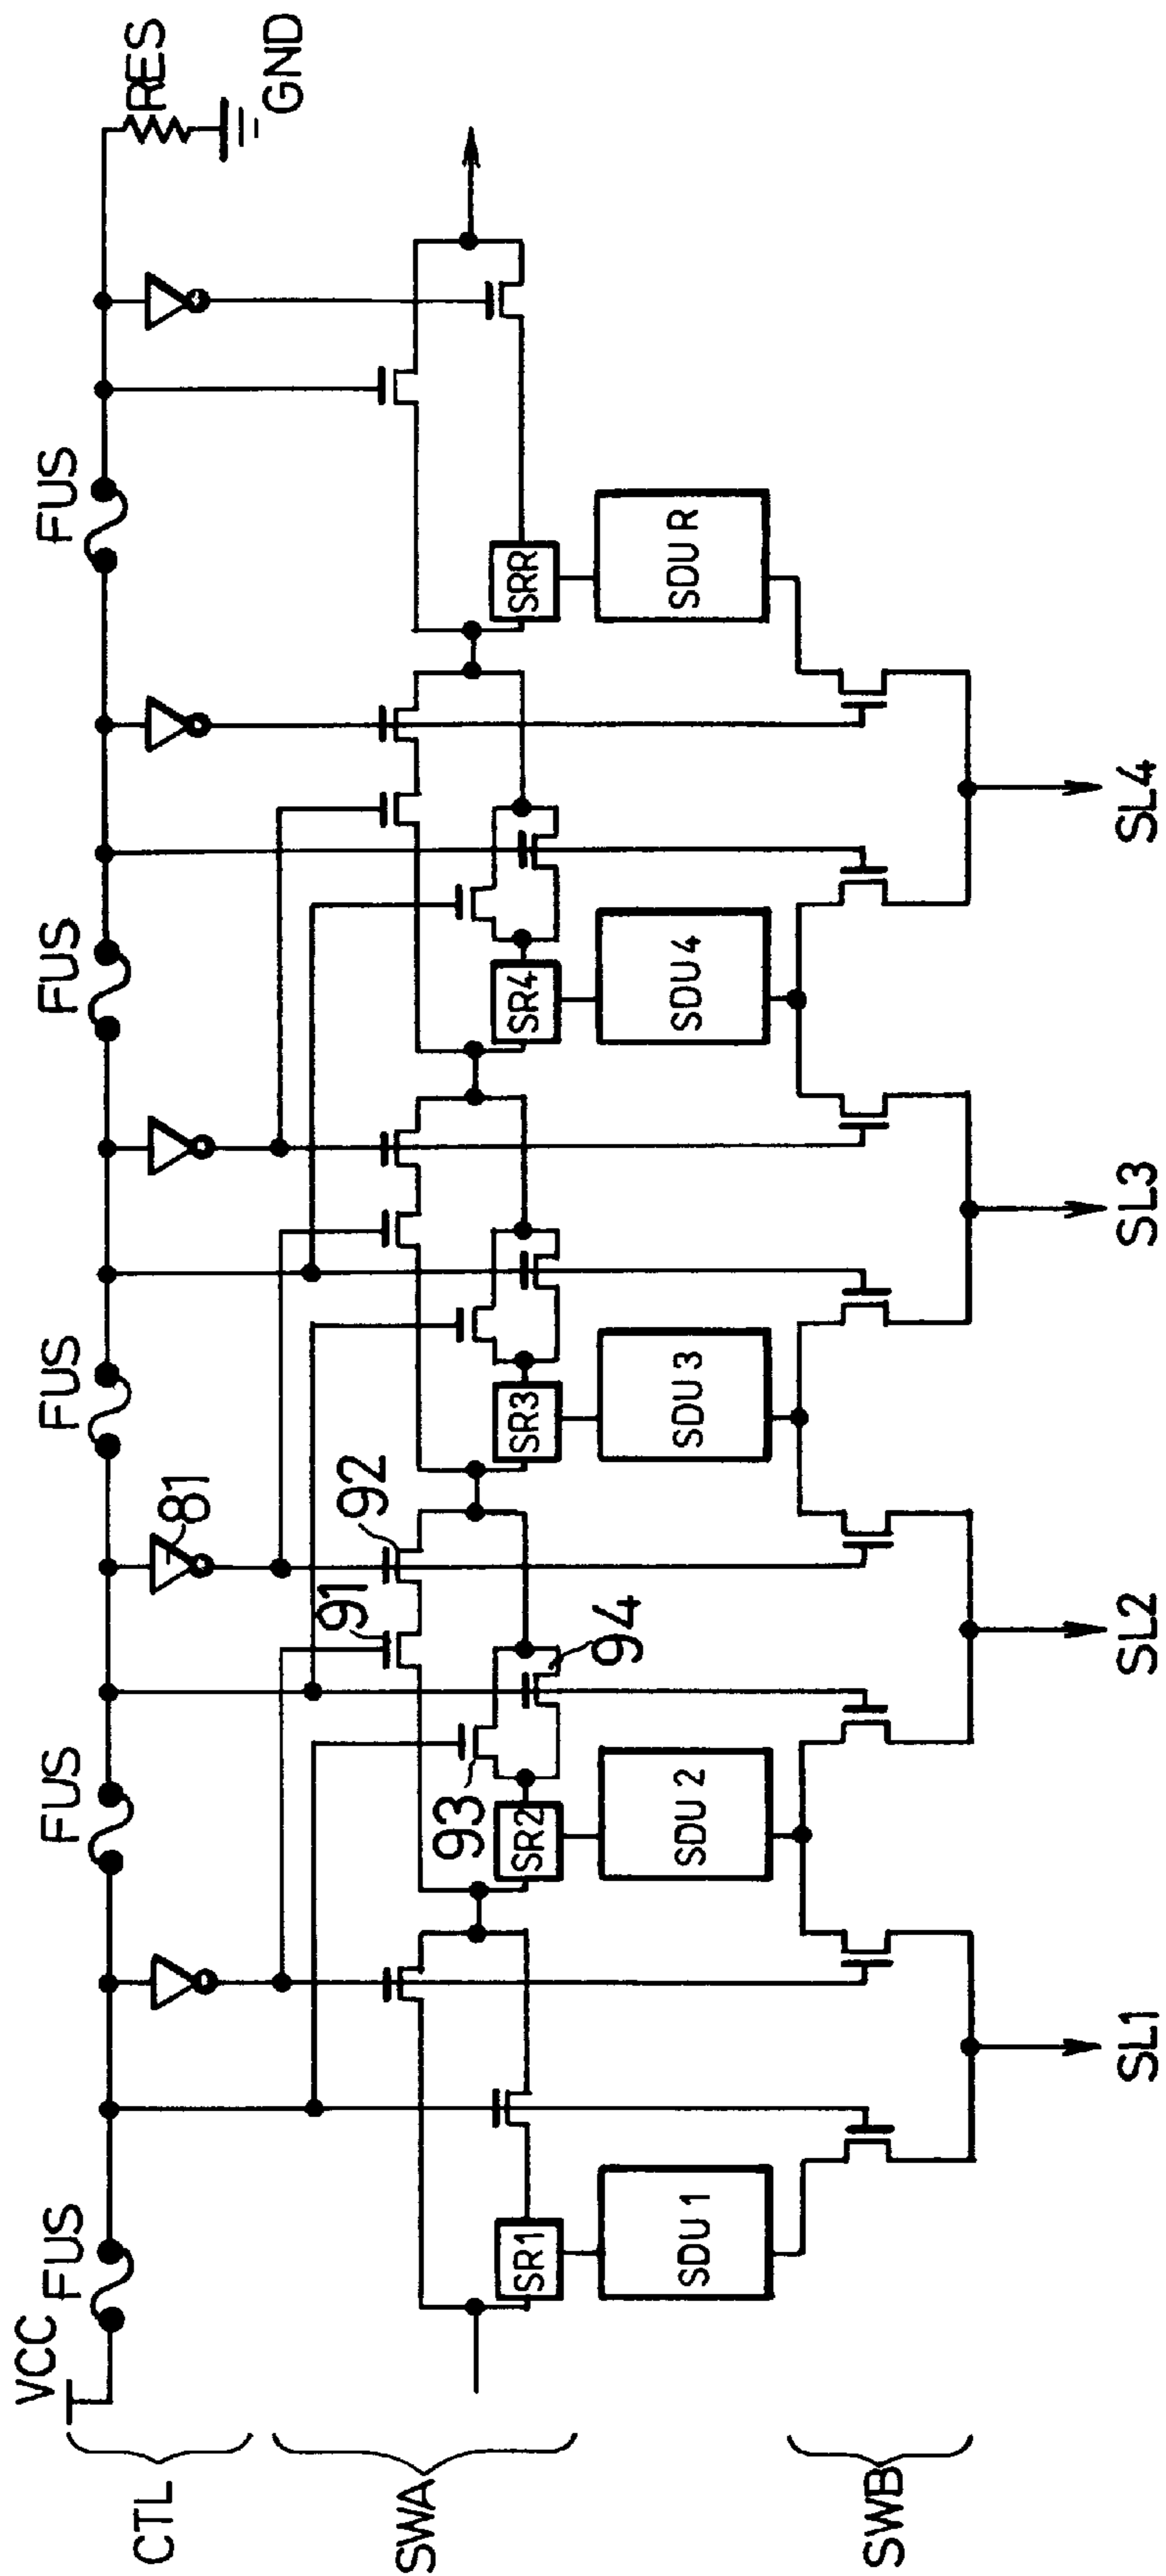 CTL
SWA
SWB
VCC
FUS
FUS
FUS
FUS
FUS
RES
GND
81
91
92
93
94
SR1
SR2
SR3
SR4
SRR
SDU 1
SDU 2
SDU 3
SDU 4
SDU R
SL1
SL2
SL3
SL4